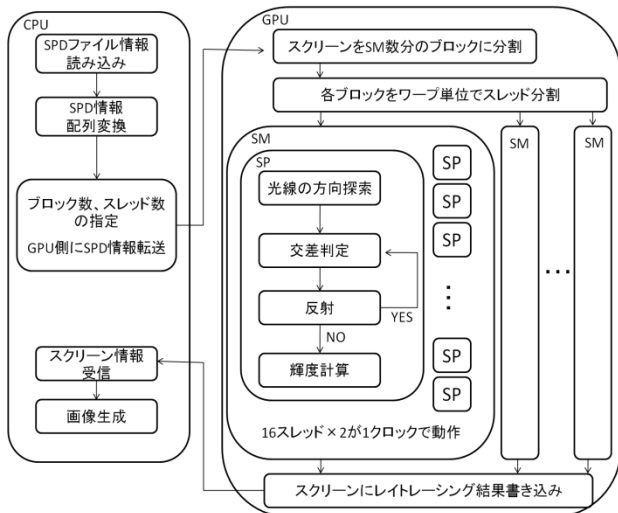 CPU
SPDファイル情報
読み込み
SPD情報
配列変換
ブロック数、スレッド数
の指定
GPU側にSPD情報転送
スクリーン情報
受信
画像生成
GPU
スクリーンをSM数分のブロックに分割
各ブロックをワープ単位でスレッド分割
SM
SP
光線の方向探索
交差判定
反射
YES
NO
輝度計算
SP
SP
SP
⋮
SP
SP
16スレッド×2が1クロックで動作
SM
…
SM
スクリーンにレイトレーシング結果書き込み